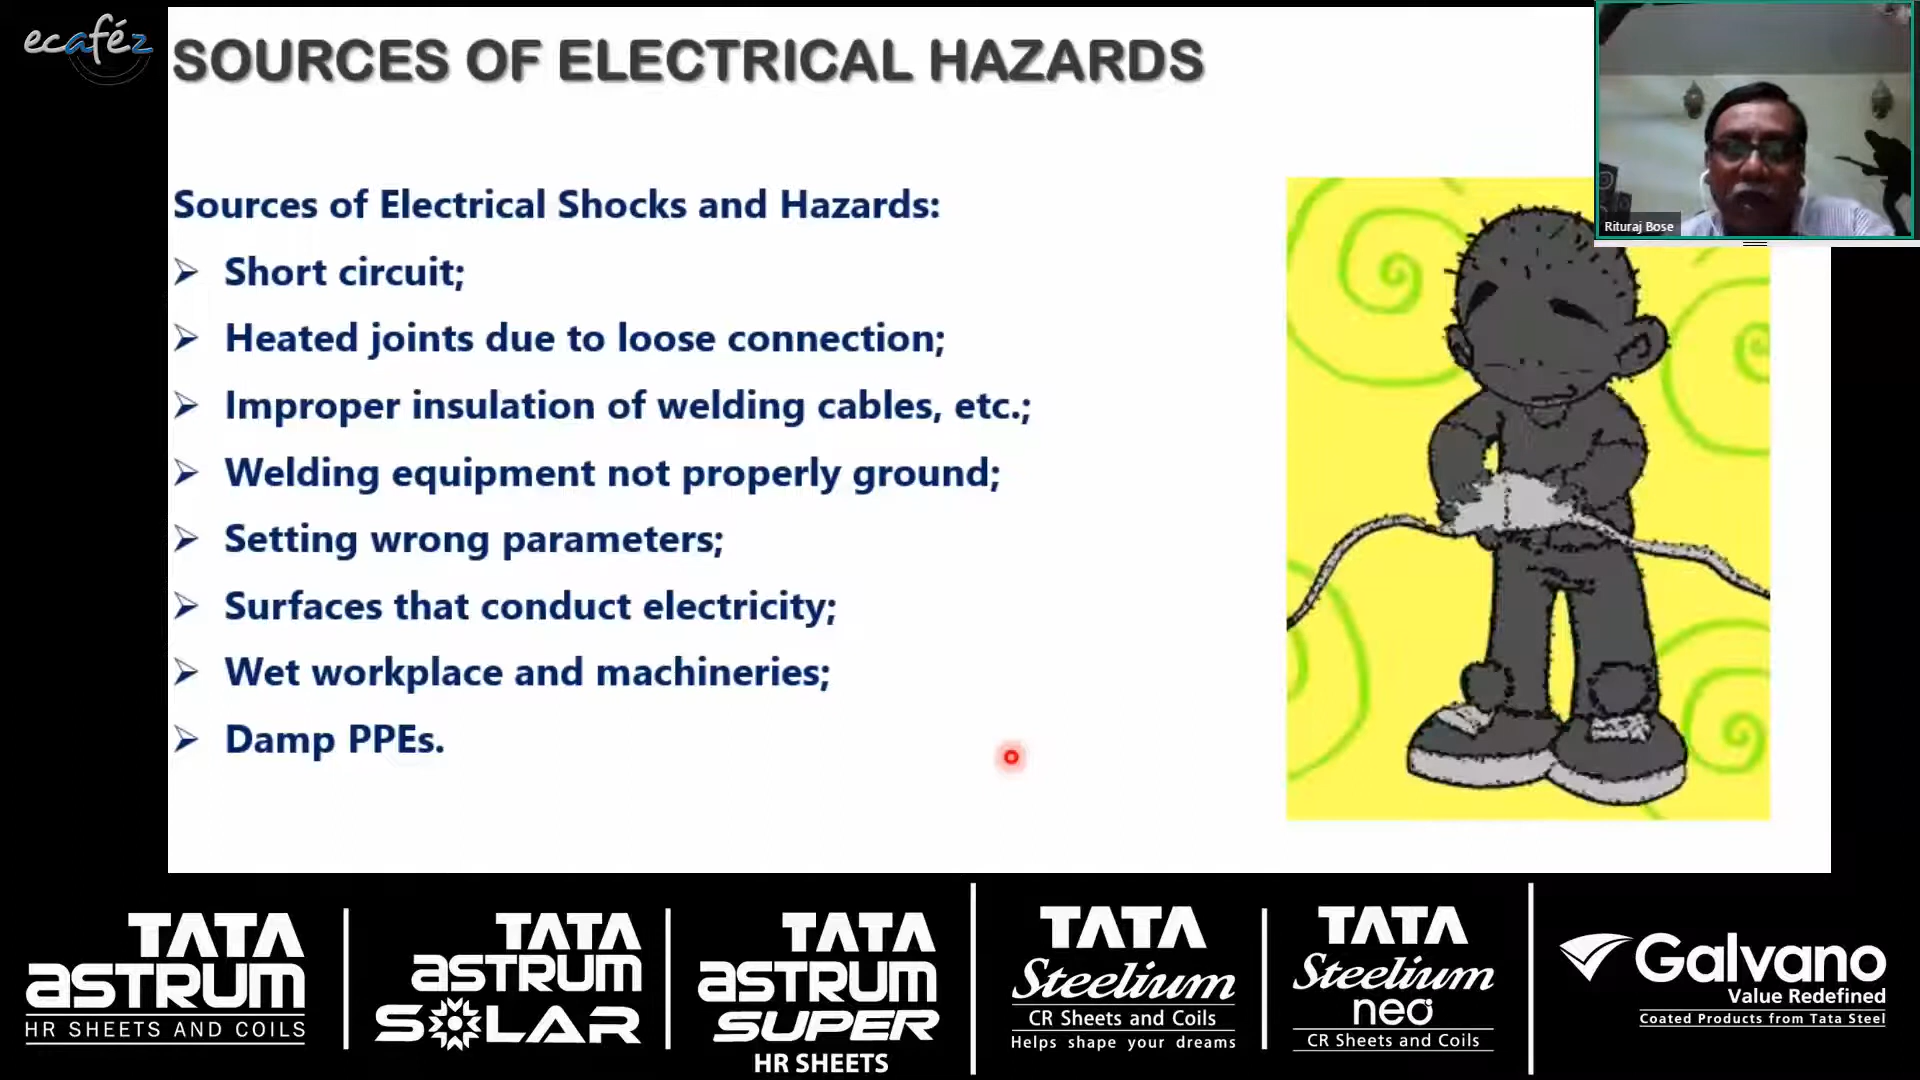 ecaféz
SOURCES OF ELECTRICAL HAZARDS
Rituraj Bose
Sources of Electrical Shocks and Hazards:
Short circuit;
Heated joints due to loose connection;
Improper insulation of welding cables, etc.;
Welding equipment not properly ground;
Setting wrong parameters;
Surfaces that conduct electricity;
Wet workplace and machineries;
Damp PPEs.
TATA
astrum
HR SHEETS AND COILS
TATA
astrum
SOLAR
TATA
astrum
SUPER
HR SHEETS
TATA
Steelium
CR Sheets and Coils
Helps shape your dreams
TATA
Steelium
neo
CR Sheets and Coils
Galvano
Value Redefined
Coated Products from Tata Steel